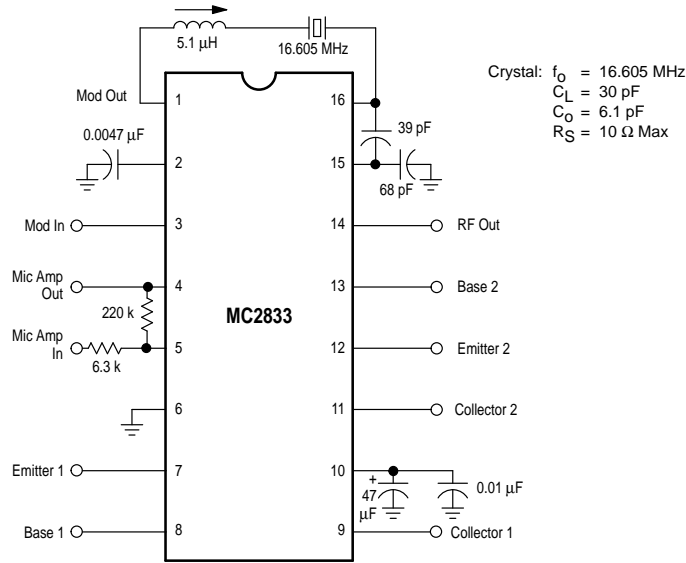 5.1 μH
16.605 MHz
Crystal: fo = 16.605 MHz
CL = 30 pF
Co = 6.1 pF
RS = 10 Ω Max
Mod Out
1
16
0.0047 μF
39 pF
2
15
68 pF
Mod In
3
14
RF Out
Mic Amp
Out
4
13
Base 2
220 k
MC2833
Mic Amp
In
5
12
Emitter 2
6.3 k
6
11
Collector 2
Emitter 1
7
10
+
47
μF
0.01 μF
Base 1
8
9
Collector 1